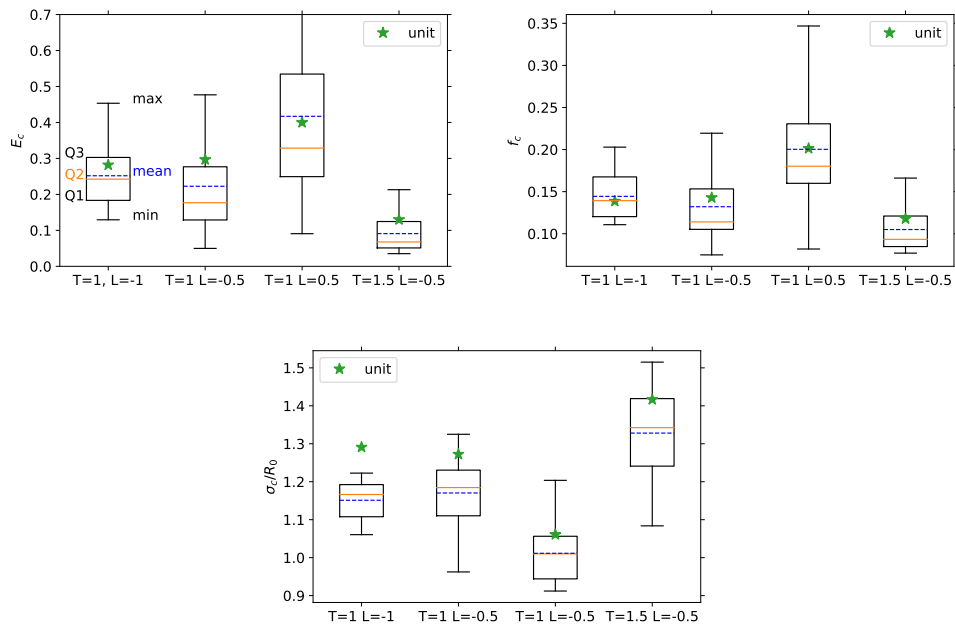 0.7
0.6
0.5
0.4
0.3
0.2
0.1
0.0
E_c
unit
max
Q3
Q2
mean
Q1
min
T=1, L=-1 T=1 L=-0.5 T=1 L=0.5 T=1.5 L=-0.5
0.35
0.30
0.25
0.20
0.15
0.10
f_c
unit
T=1 L=-1 T=1 L=-0.5 T=1 L=0.5 T=1.5 L=-0.5
1.5
1.4
1.3
1.2
1.1
1.0
0.9
σ_c/R_0
unit
T=1 L=-1 T=1 L=-0.5 T=1 L=-0.5 T=1.5 L=-0.5